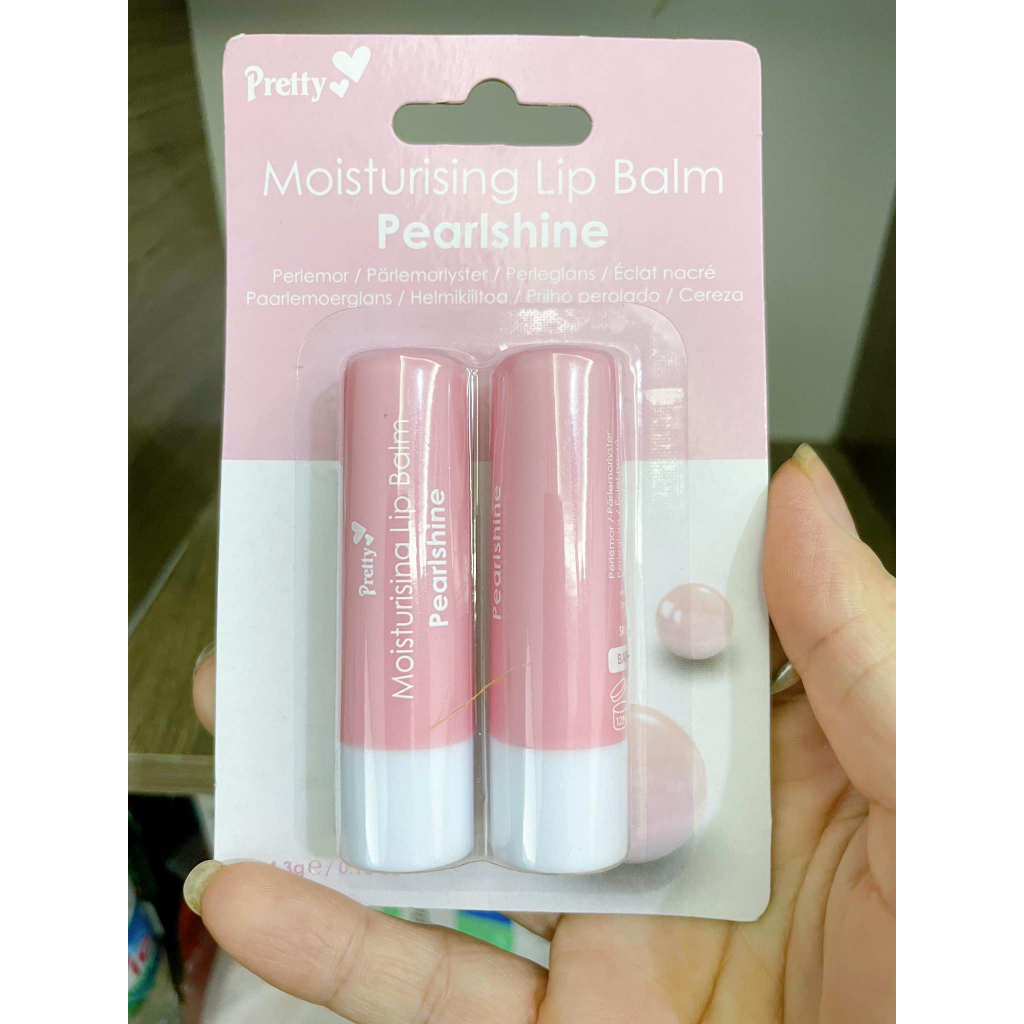 Pretty
Moisturising Lip Balm
Pearlshine
Perlemor / Pärlemorlyster / Perleglans / Éclat nacré
Paarlemoerglans / Helmikiiltoa / Prilho perolado / Cereza
Pretty
Moisturising Lip Balm
Pearlshine
Pearlshine
Perlemor / Pärlemorlyster